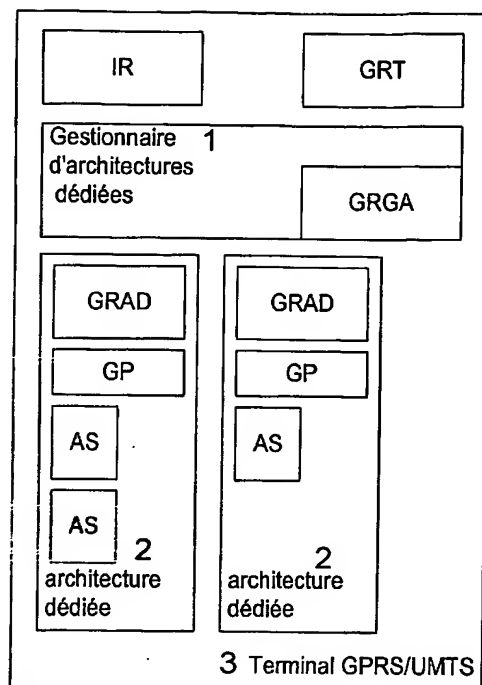 IR
GRT
Gestionnaire 1
d'architectures
dédiées
GRGA
GRAD
GP
AS
AS
2
architecture
dédiée
GRAD
GP
AS
2
architecture
dédiée
3 Terminal GPRS/UMTS